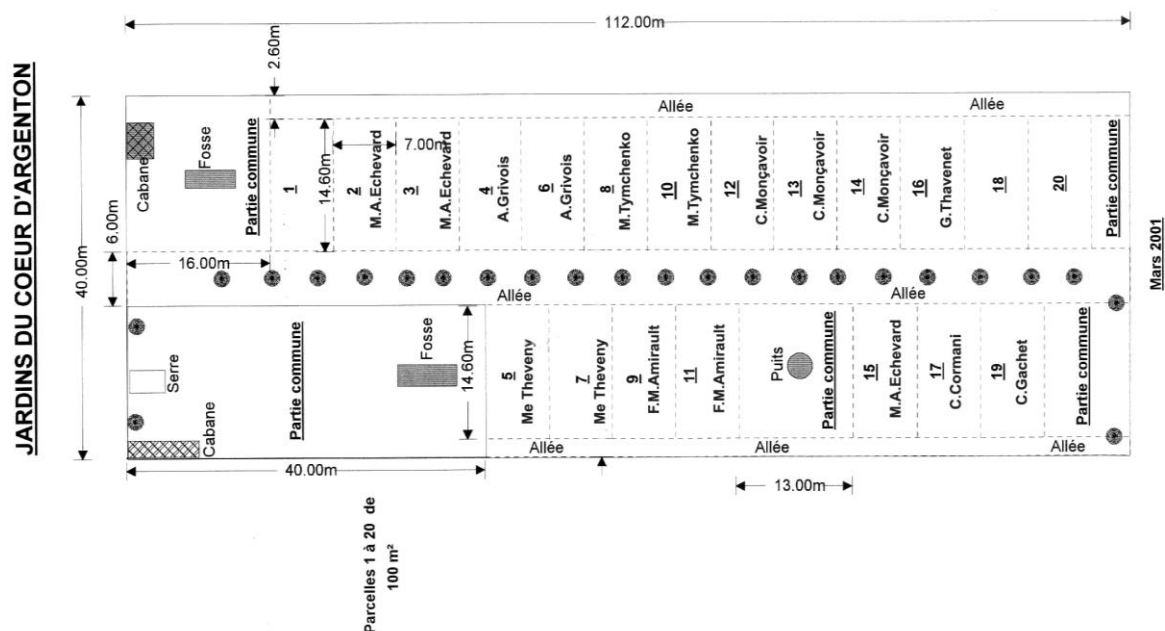 JARDINS DU COEUR D'ARGENTON
112.00m
2.60m
40.00m
6.00m
Allée
Allée
Cabane
Fosse
Partie commune
1
14.60m
7.00m
2
M.A.Echevard
3
M.A.Echevard
4
A.Grivois
6
A.Grivois
8
M.Tymchenko
10
M.Tymchenko
12
C.Monçavoir
13
C.Monçavoir
14
C.Monçavoir
16
G.Thavenet
18
20
Partie commune
16.00m
Allée
Allée
Serre
Cabane
Partie commune
Fosse
14.60m
5
Me Theveny
7
Me Theveny
9
F.M.Amirault
11
F.M.Amirault
Puits
Partie commune
15
M.A.Echevard
17
C.Cormani
19
C.Gachet
Partie commune
Allée
Allée
Allée
40.00m
13.00m
Parcelles 1 à 20 de
100 m²
Mars 2001